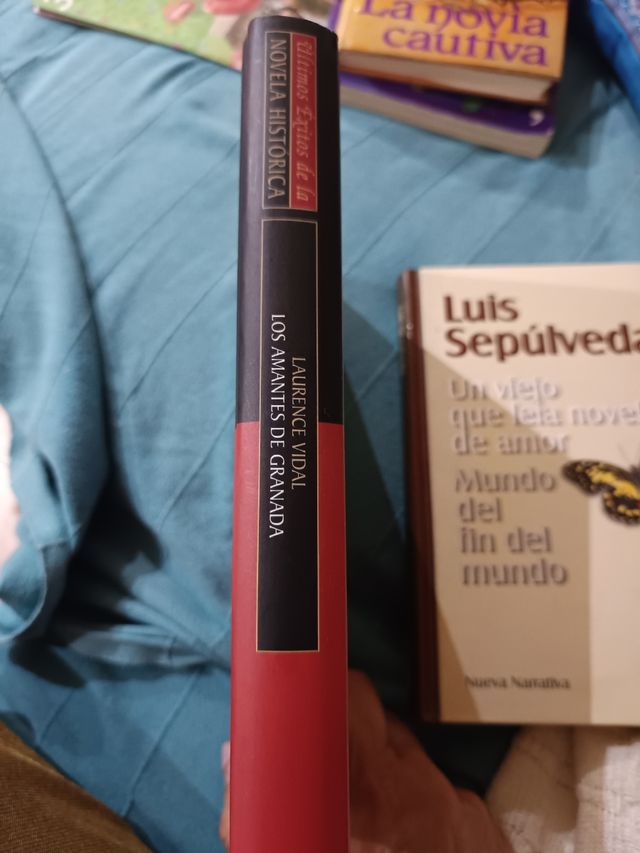 Últimos Éxitos de la
NOVELA HISTÓRICA
LAURENCE VIDAL
LOS AMANTES DE GRANADA
La novia
cautiva
Luis
Sepúlveda
Un viejo
que leía
de amor
Mundo
del
fin del
mundo
Nueva Narrativa